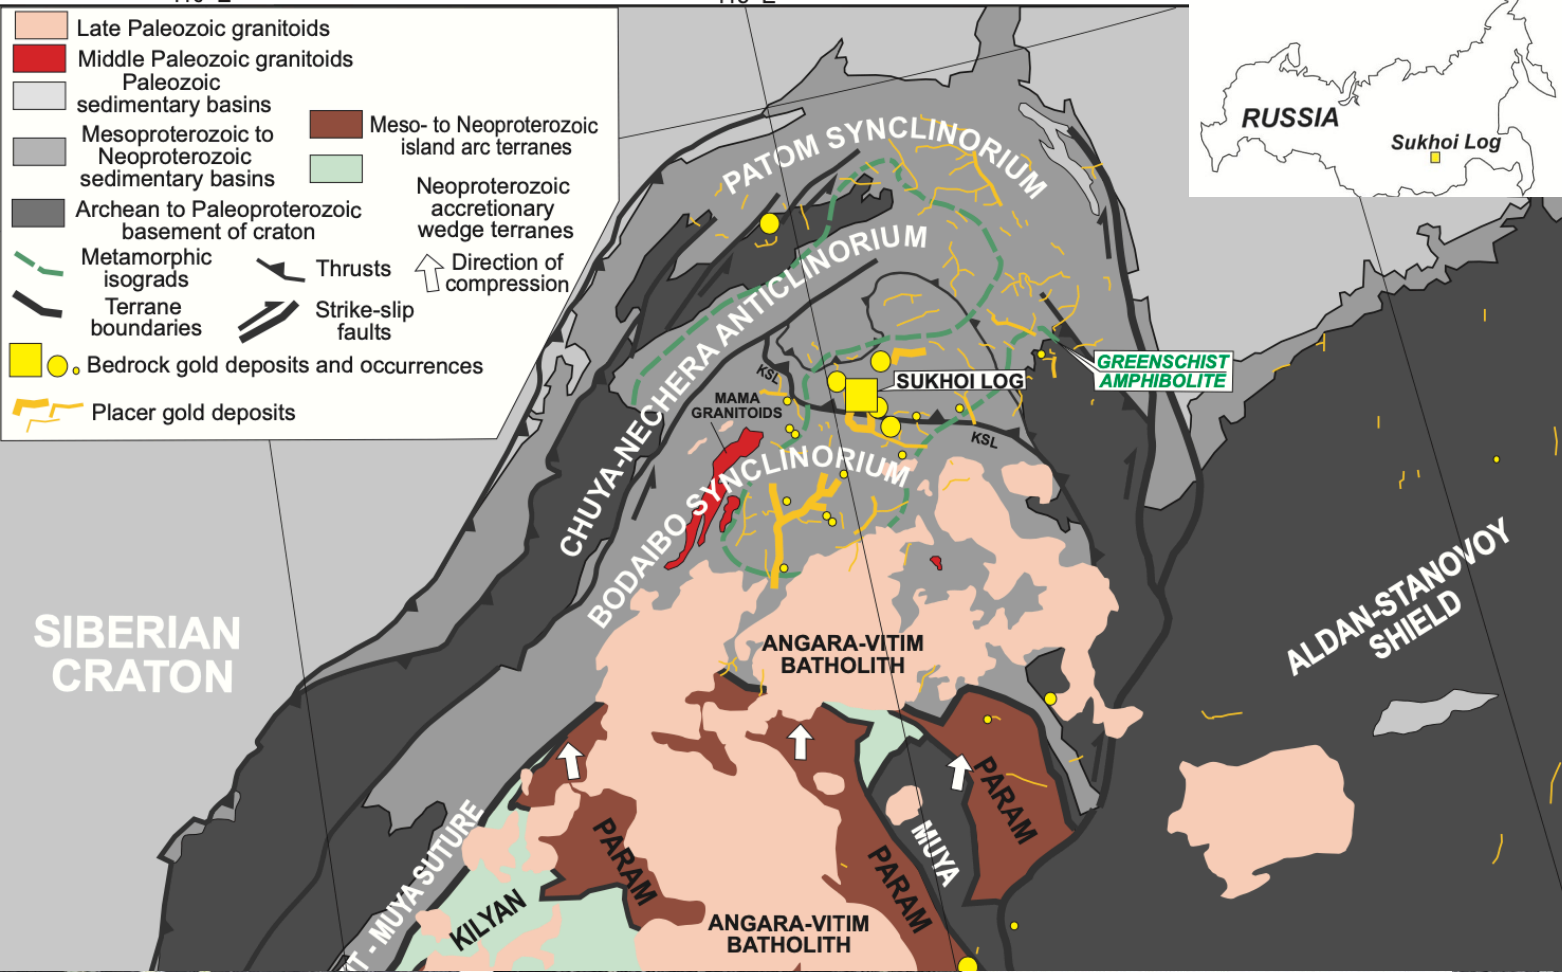 Late Paleozoic granitoids
Middle Paleozoic granitoids
Paleozoic
sedimentary basins
Mesoproterozoic to
Neoproterozoic
sedimentary basins
Archean to Paleoproterozoic
basement of craton
Metamorphic
isograds
Terrane
boundaries
Meso- to Neoproterozoic
island arc terranes
Neoproterozoic
accretionary
wedge terranes
Thrusts
Direction of
compression
Strike-slip
faults
Bedrock gold deposits and occurrences
Placer gold deposits
RUSSIA
Sukhoi Log
PATOM SYNCLINORIUM
CHUYA-NECHERA ANTICLINORIUM
GREENSCHIST
AMPHIBOLITE
KSL
SUKHOI LOG
MAMA
GRANITOIDS
KSL
BODAIBO SYNCLINORIUM
SIBERIAN
CRATON
ALDAN-STANOVOY
SHIELD
ANGARA-VITIM
BATHOLITH
PARAM
MUYA
PARAM
PARAM
- MUYA SUTURE
KILYAN
ANGARA-VITIM
BATHOLITH